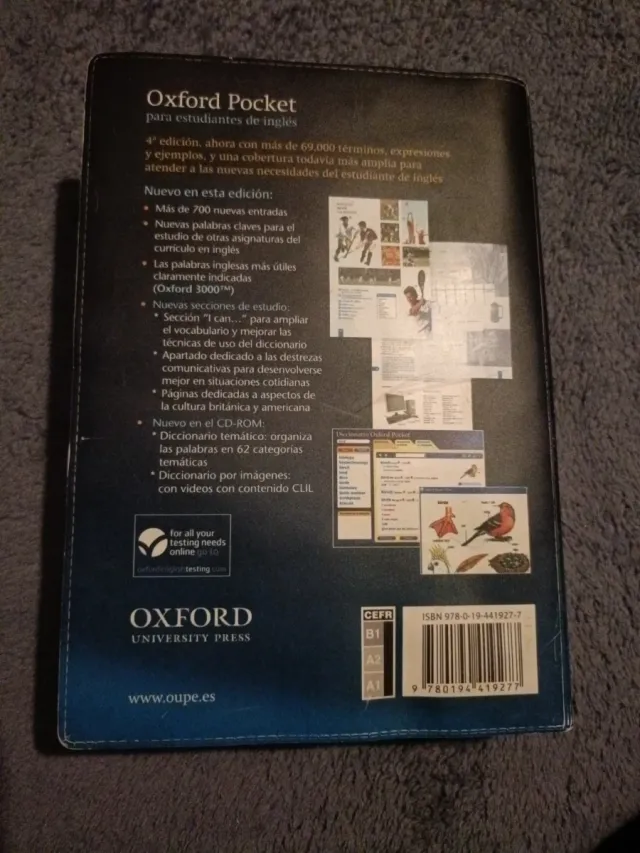 Oxford Pocket
para estudiantes de inglés
4ª edición, ahora con más de 69.000 términos, expresiones
y ejemplos, y una cobertura todavía más amplia para
atender a las nuevas necesidades del estudiante de inglés
Nuevo en esta edición:
• Más de 700 nuevas entradas
• Nuevas palabras claves para el
estudio de otras asignaturas del
currículo en inglés
• Las palabras inglesas más útiles
claramente indicadas
(Oxford 3000™)
• Nuevas secciones de estudio:
* Sección "I can..." para ampliar
el vocabulario y mejorar las
técnicas de uso del diccionario
* Apartado dedicado a las destrezas
comunicativas para desenvolverse
mejor en situaciones cotidianas
* Páginas dedicadas a aspectos de
la cultura británica y americana
• Nuevo en el CD-ROM:
* Diccionario temático: organiza
las palabras en 62 categorías
temáticas
* Diccionario por imágenes:
con vídeos con contenido CLIL
Diccionario Oxford Pocket
for all your
testing needs
online go to
oxfordenglishtesting.com
OXFORD
UNIVERSITY PRESS
www.oupe.es
CEFR
B1
A2
A1
ISBN 978-0-19-441927-7
9 780194 419277